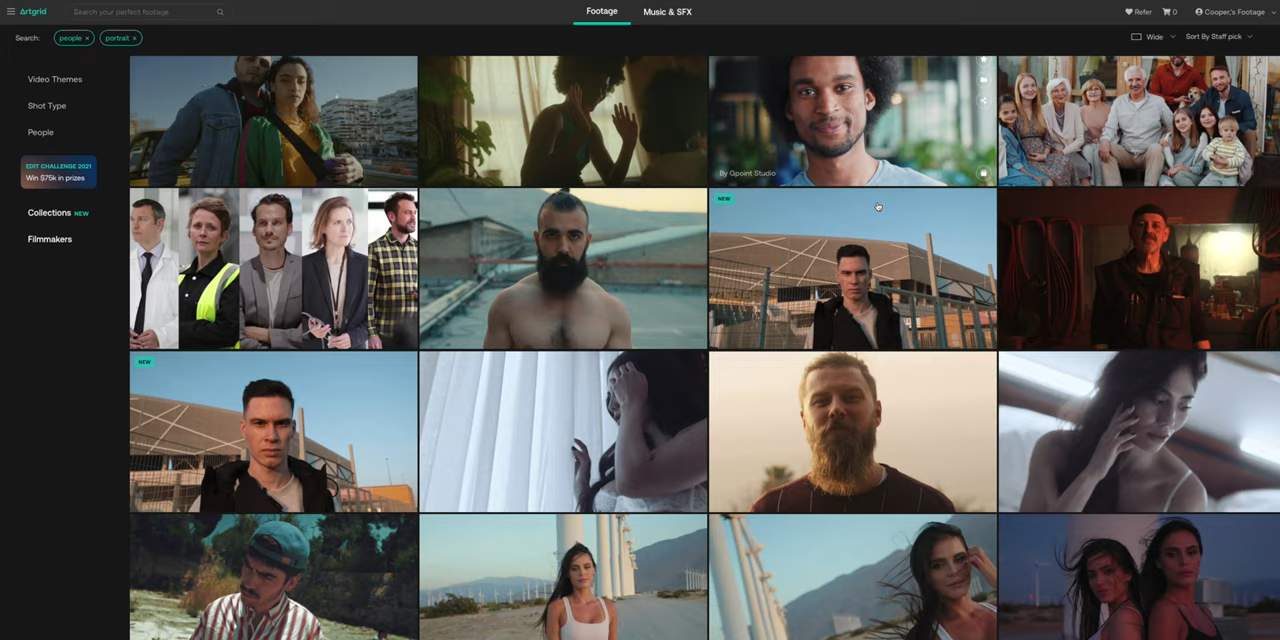 Artgrid
Search your perfect footage
Footage
Music & SFX
Refer
0
Cooper,'s Footage
Search:
people ×
portrait ×
Wide
Sort By Staff pick
Video Themes
Shot Type
People
EDIT CHALLENGE 2021
Win $75k in prizes
Collections NEW
Filmmakers
By Gpoint Studio
NEW
NEW